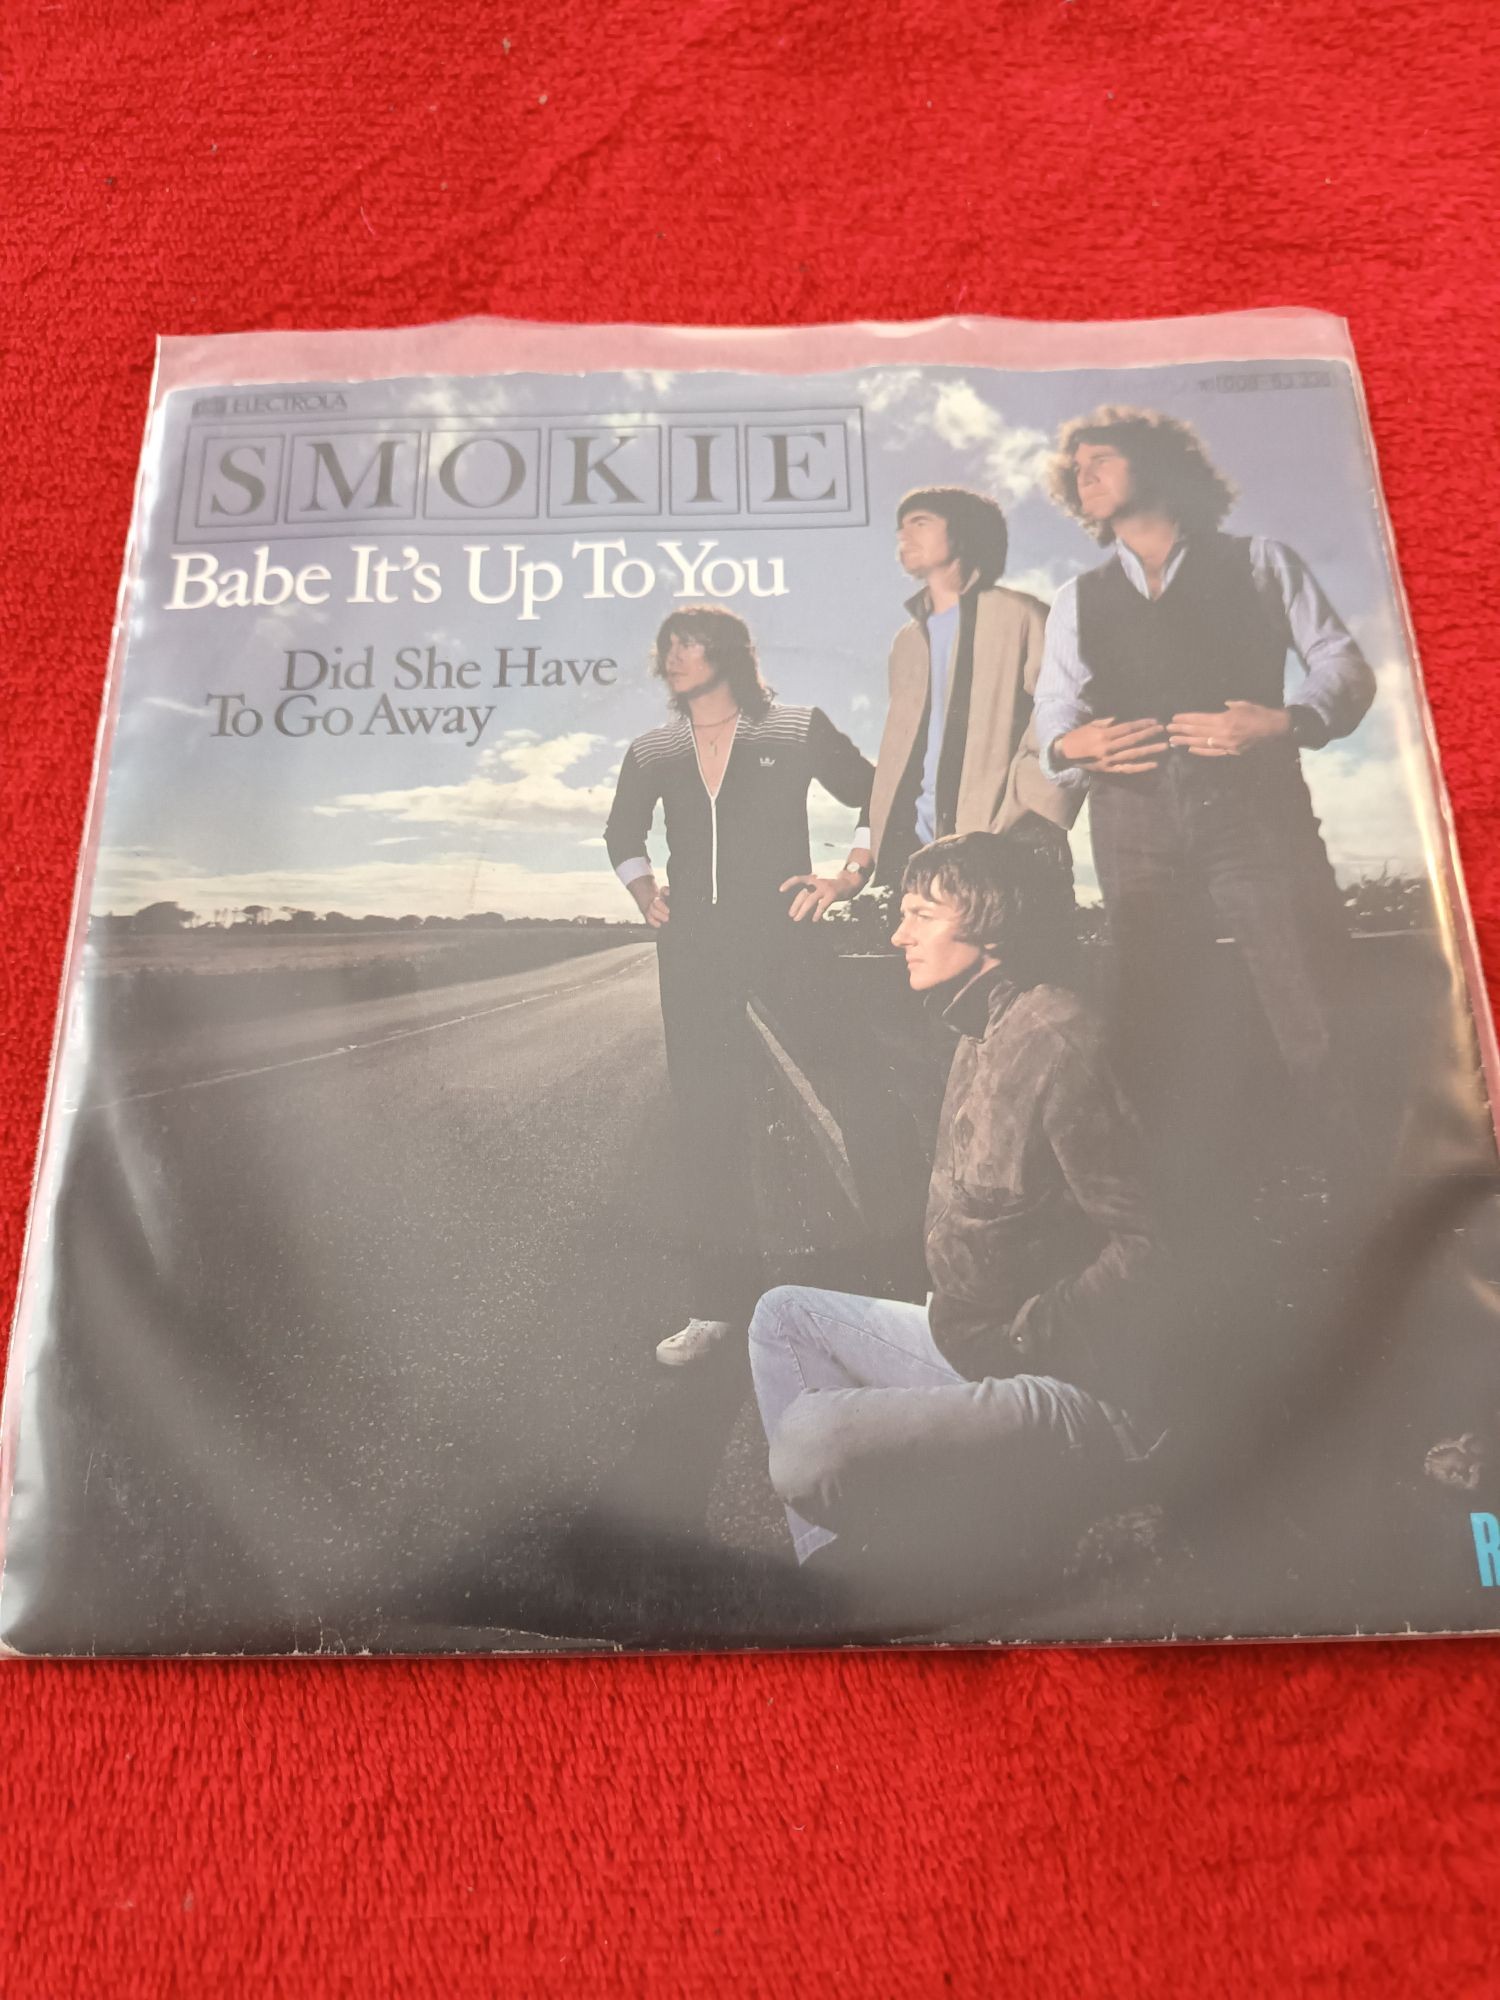 ELECTROLA
SMOKIE
Babe It's Up To You
Did She Have
To Go Away
R